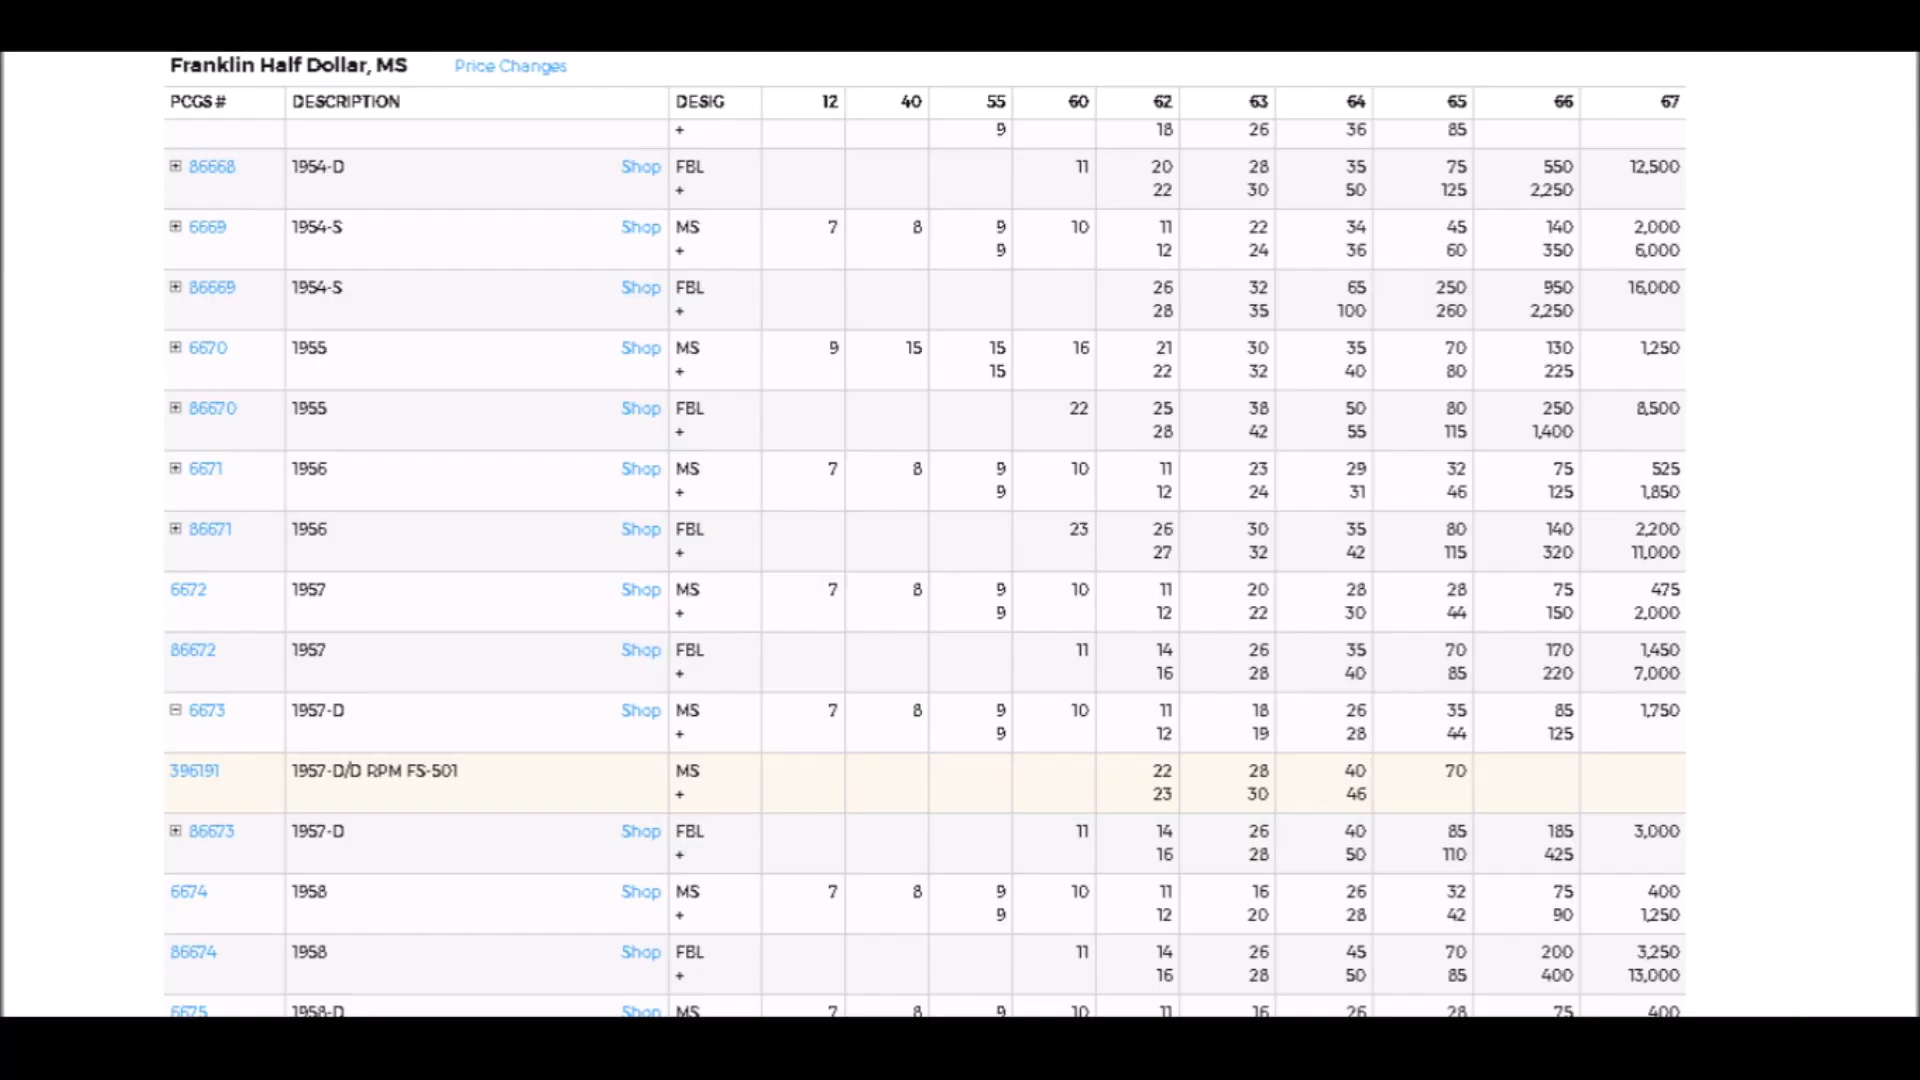 Franklin Half Dollar, MS Price Changes
PCGS # DESCRIPTION DESIG 12 40 55 60 62 63 64 65 66 67
+ 9 18 26 36 85
86668 1954-D Shop FBL 11 20 28 35 75 550 12,500
+ 22 30 50 125 2,250
6669 1954-S Shop MS 7 8 9 10 11 22 34 45 140 2,000
+ 9 12 24 36 60 350 6,000
86669 1954-S Shop FBL 26 32 65 250 950 16,000
+ 28 35 100 260 2,250
6670 1955 Shop MS 9 15 15 16 21 30 35 70 130 1,250
+ 15 22 32 40 80 225
86670 1955 Shop FBL 22 25 38 50 80 250 8,500
+ 28 42 55 115 1,400
6671 1956 Shop MS 7 8 9 10 11 23 29 32 75 525
+ 9 12 24 31 46 125 1,850
86671 1956 Shop FBL 23 26 30 35 80 140 2,200
+ 27 32 42 115 320 11,000
6672 1957 Shop MS 7 8 9 10 11 20 28 28 75 475
+ 9 12 22 30 44 150 2,000
86672 1957 Shop FBL 11 14 26 35 70 170 1,450
+ 16 28 40 85 220 7,000
6673 1957-D Shop MS 7 8 9 10 11 18 26 35 85 1,750
+ 9 12 19 28 44 125
396191 1957-D/D RPM FS-501 MS 22 28 40 70
+ 23 30 46
86673 1957-D Shop FBL 11 14 26 40 85 185 3,000
+ 16 28 50 110 425
6674 1958 Shop MS 7 8 9 10 11 16 26 32 75 400
+ 9 12 20 28 42 90 1,250
86674 1958 Shop FBL 11 14 26 45 70 200 3,250
+ 16 28 50 85 400 13,000
6675 1958-D Shop MS 7 8 9 10 11 16 26 28 75 400